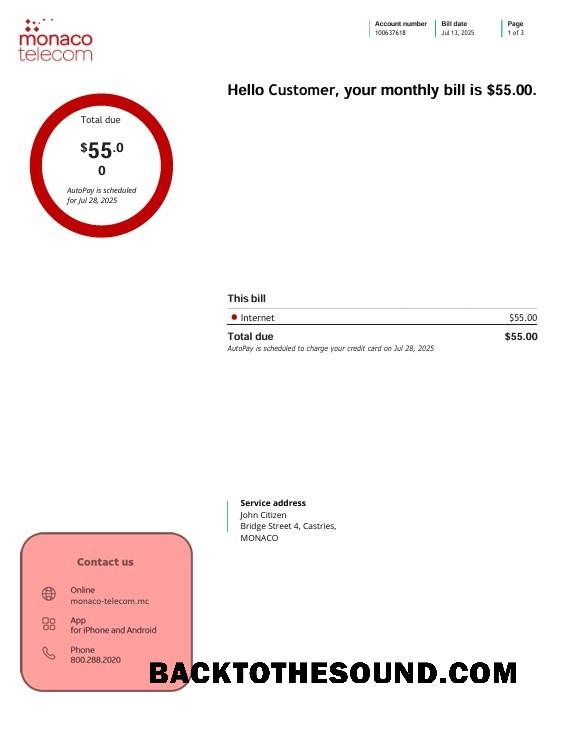 monaco
telecom
Account number
100637618
Bill date
Jul 13, 2025
Page
1 of 3
Hello Customer, your monthly bill is $55.00.
Total due
$55.0
0
AutoPay is scheduled
for Jul 28, 2025
This bill
Internet $55.00
Total due $55.00
AutoPay is scheduled to charge your credit card on Jul 28, 2025
Service address
John Citizen
Bridge Street 4, Castries,
MONACO
Contact us
Online
monaco-telecom.mc
App
for iPhone and Android
Phone
800.288.2020
BACKTOTHESOUND.COM